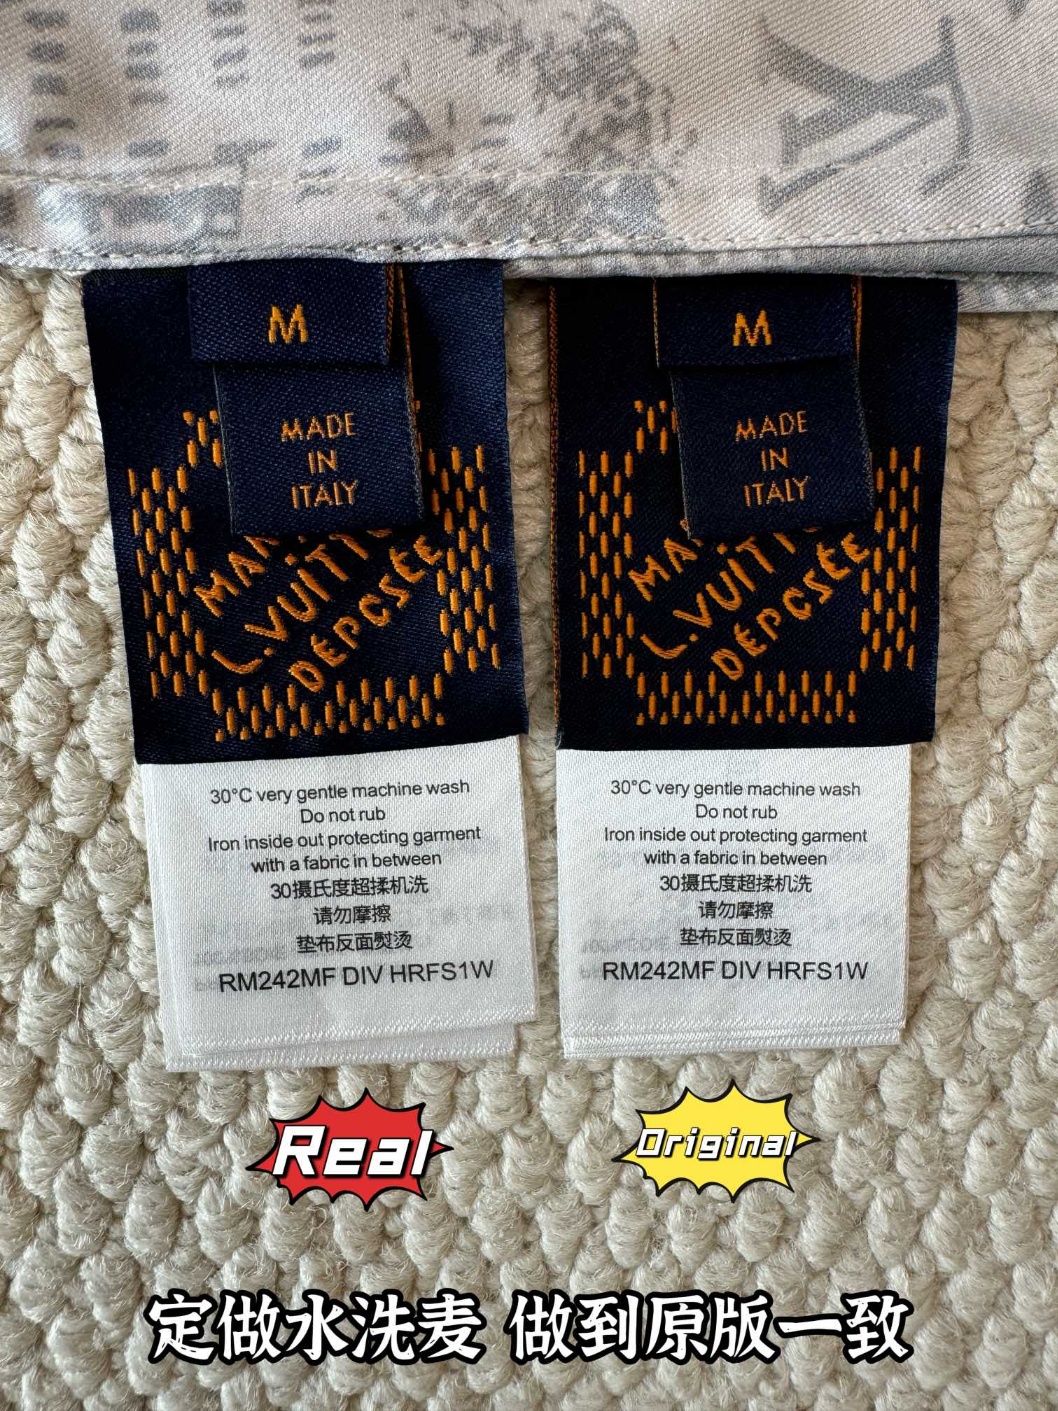 M
MADE
IN
ITALY
L.VUITT
DÉPOSÉE
30°C very gentle machine wash
Do not rub
Iron inside out protecting garment
with a fabric in between
30摄氏度超揉机洗
请勿摩擦
垫布反面熨烫
RM242MF DIV HRFS1W
M
MADE
IN
ITALY
L.VUITT
DÉPOSÉE
30°C very gentle machine wash
Do not rub
Iron inside out protecting garment
with a fabric in between
30摄氏度超揉机洗
请勿摩擦
垫布反面熨烫
RM242MF DIV HRFS1W
Real
Original
定做水洗麦 做到原版一致